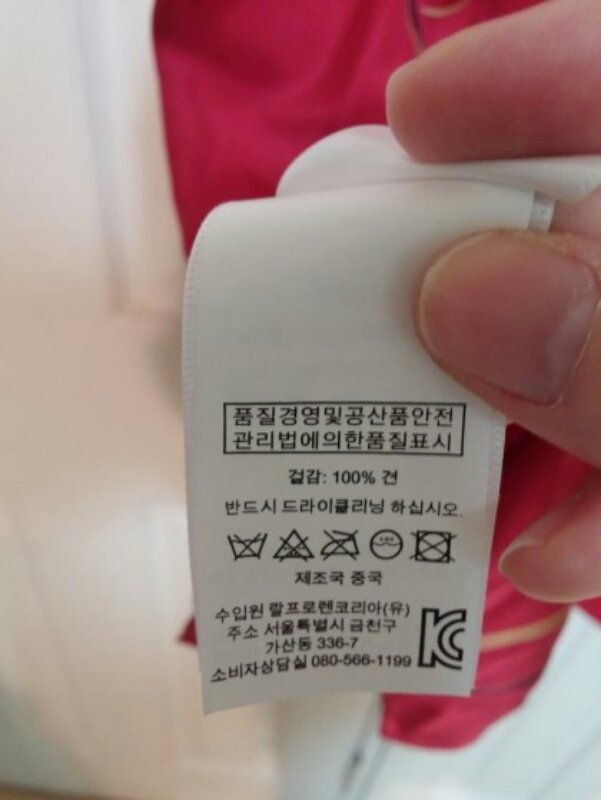 품질경영및공산품안전
관리법에의한품질표시
겉감: 100% 견
반드시 드라이클리닝 하십시오.
제조국 중국
수입원 랄프로렌코리아(유)
주소 서울특별시 금천구
가산동 336-7
소비자상담실 080-566-1199